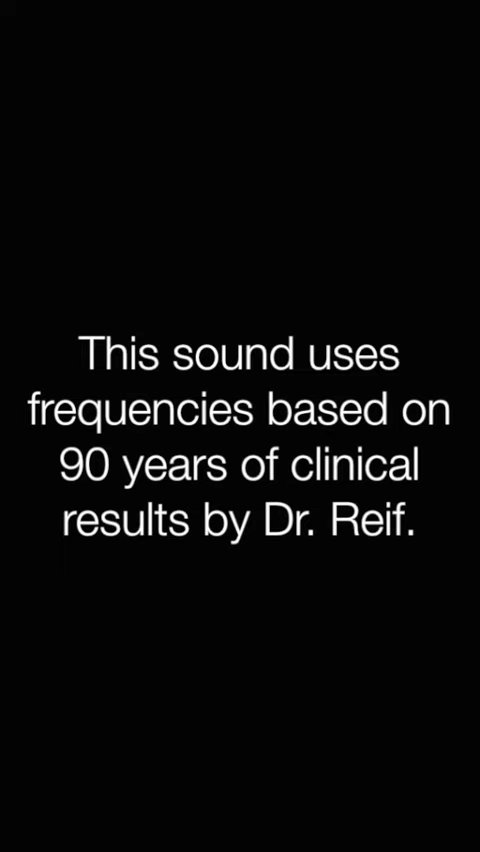 This sound uses
frequencies based on
90 years of clinical
results by Dr. Reif.